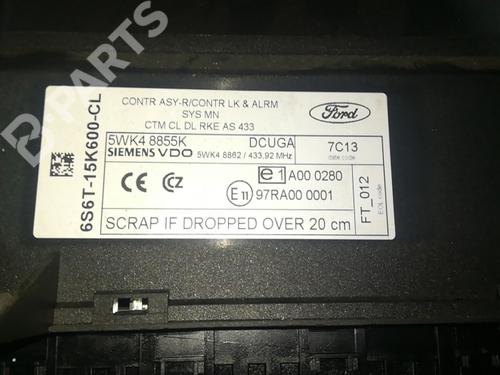 BPARTS
6S6T-15K600-CL
CONTR ASY-R/CONTR LK & ALRM
SYS MN
CTM CL DL RKE AS 433
Ford
5WK4 8855K DCUGA 7C13
SIEMENS VDO 5WK4 8862 / 433,92 MHz date code
CE CZ e1 A00 0280
E11 97RA00 0001
FT_012
EOL code
SCRAP IF DROPPED OVER 20 cm